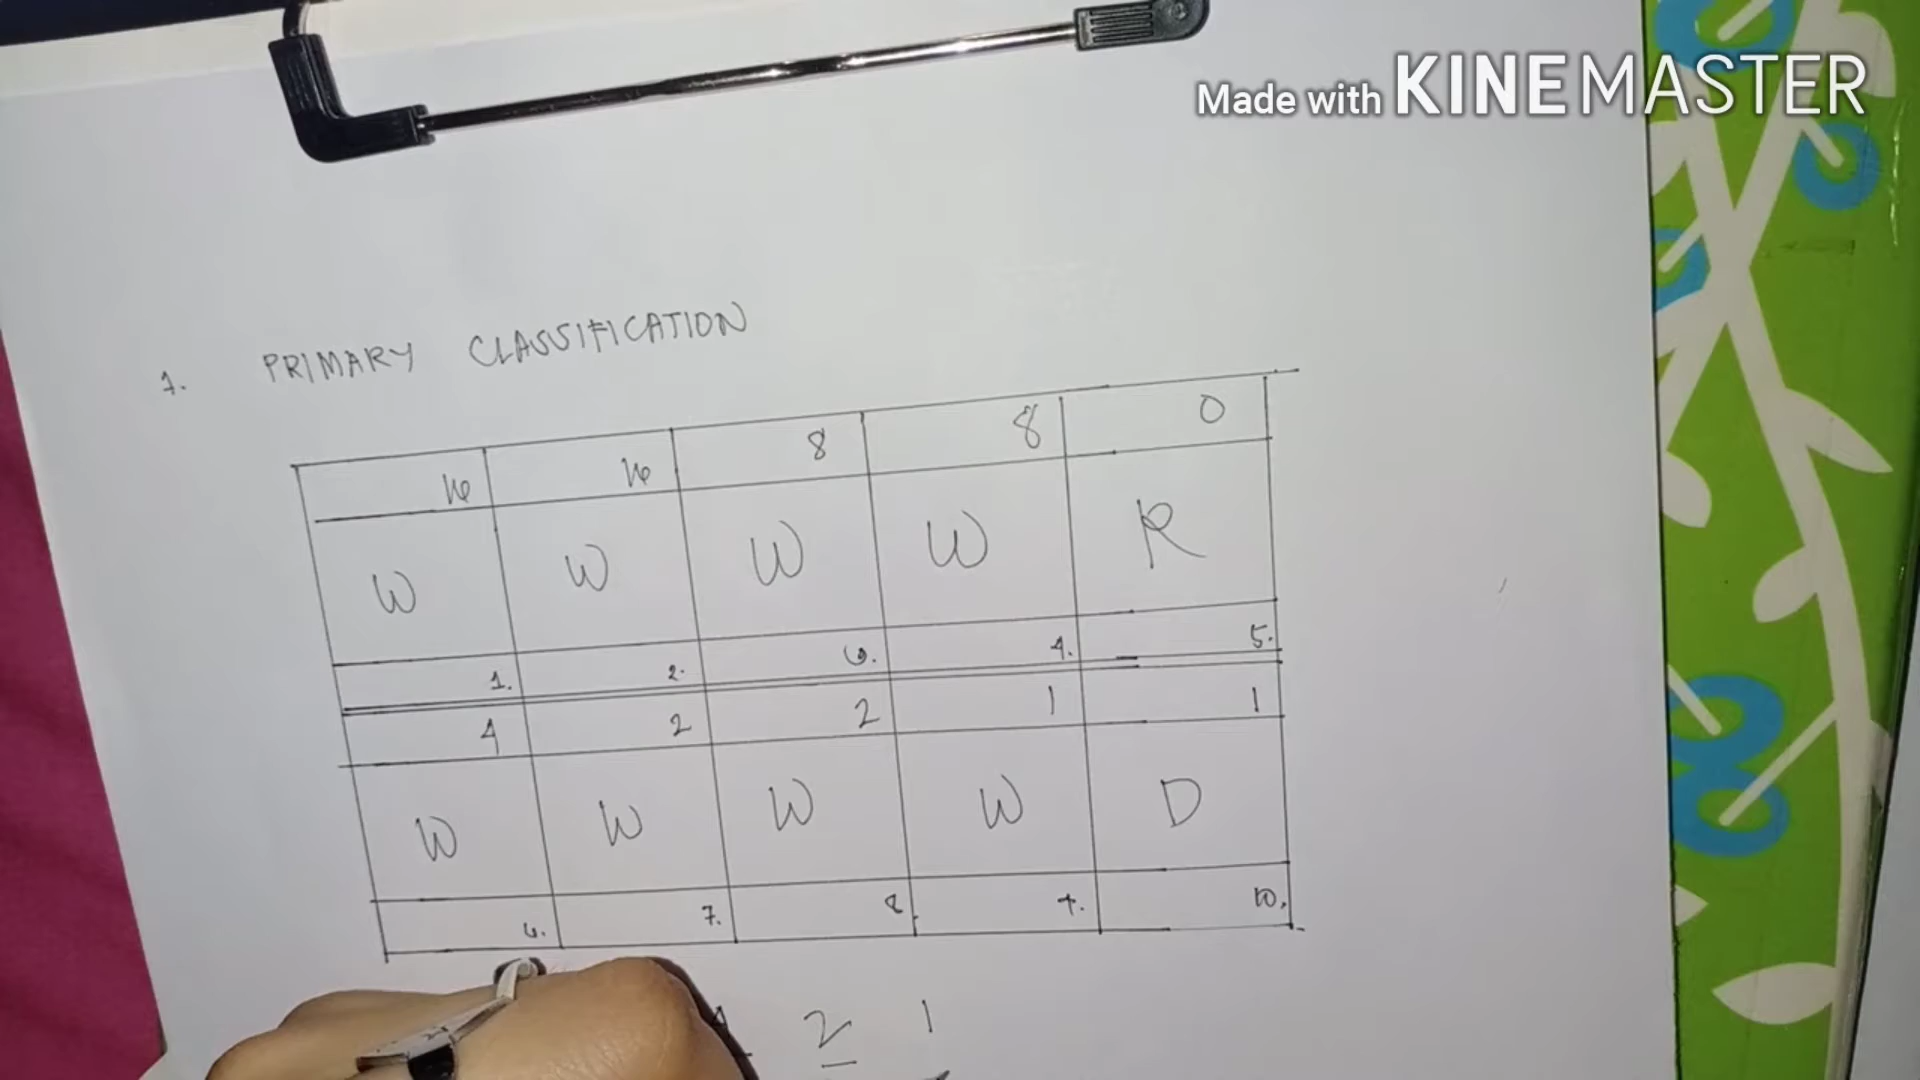 Made with KINEMASTER
1. PRIMARY CLASSIFICATION
16 16 8 8 0
W W W W R
1. 2. 4. 5.
4 2 2 1 1
W W W W D
6. 7. 8. 9. 10.
2 1